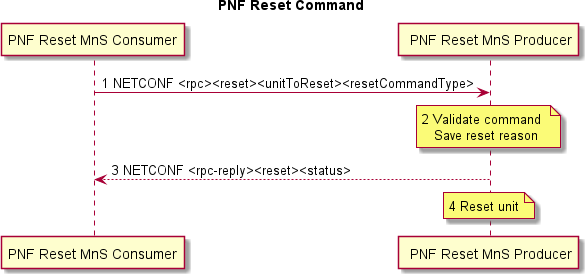 PNF Reset Command
PNF Reset MnS Consumer
PNF Reset MnS Producer
1 NETCONF <rpc><reset><unitToReset><resetCommandType>
2 Validate command
Save reset reason
3 NETCONF <rpc-reply><reset><status>
4 Reset unit
PNF Reset MnS Consumer
PNF Reset MnS Producer